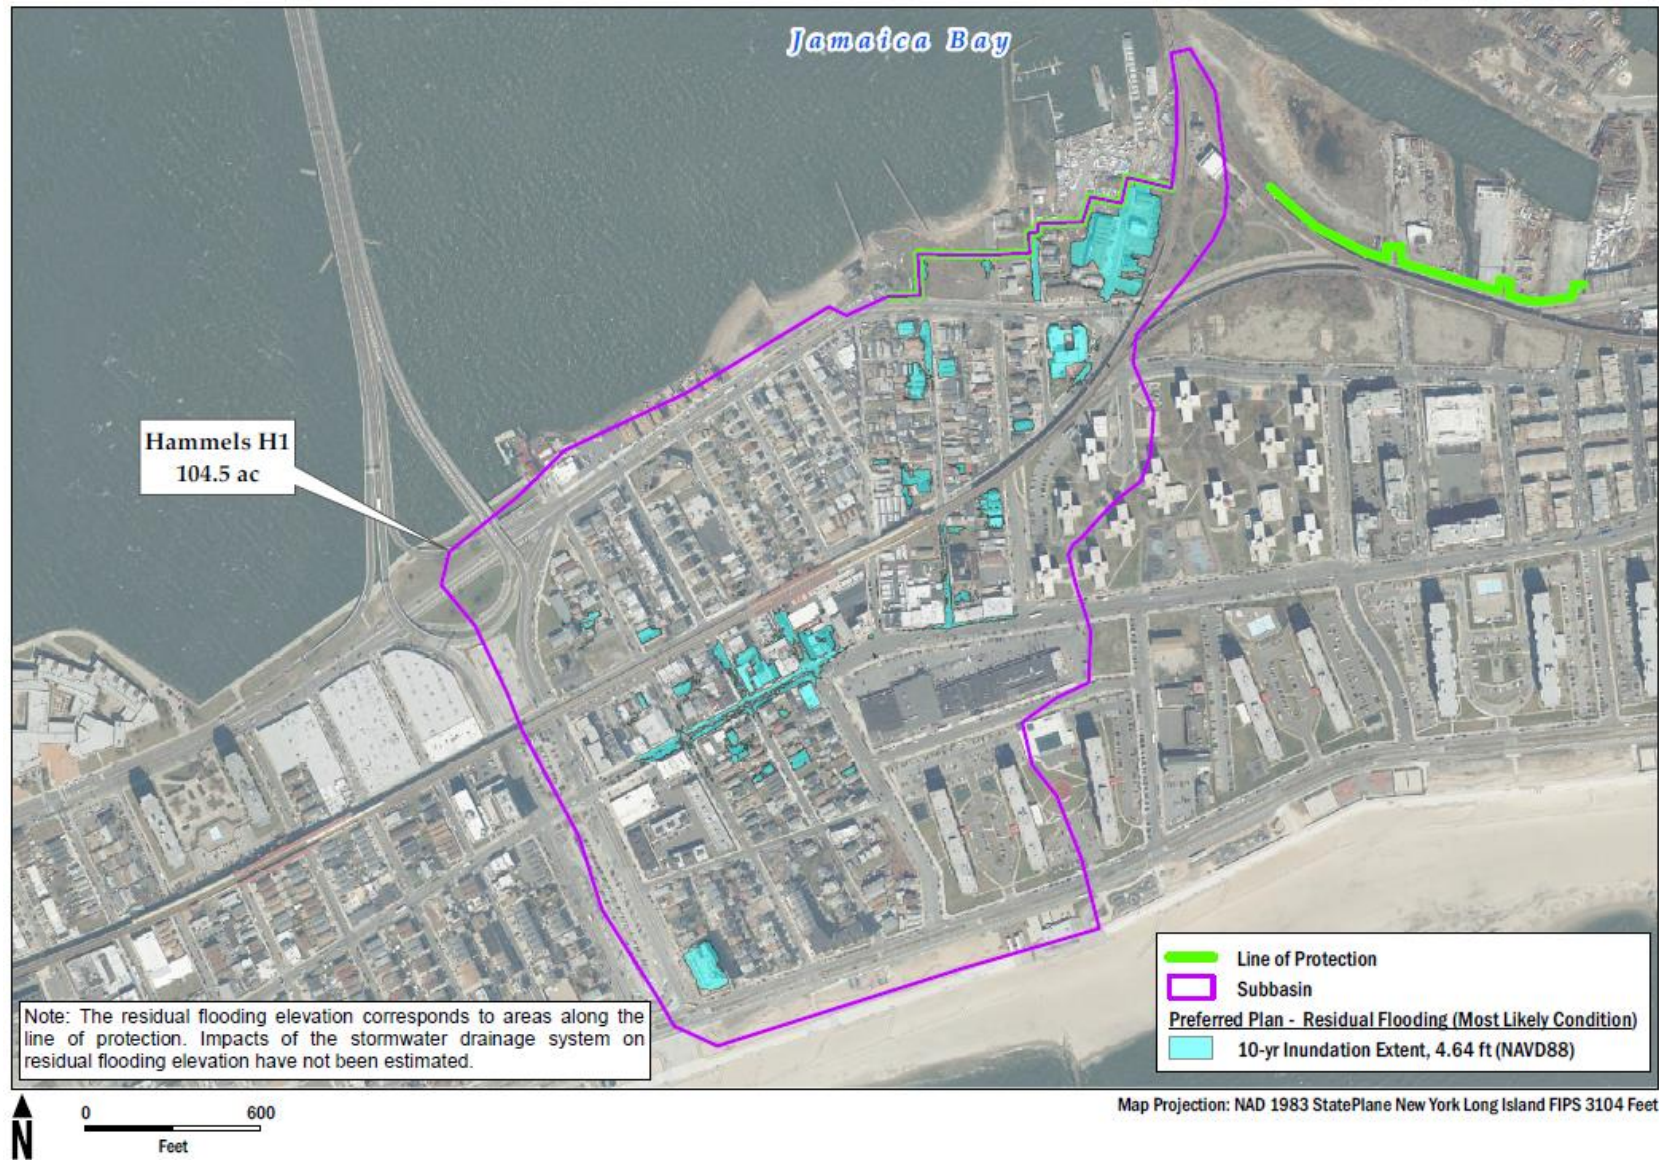 Jamaica Bay
Hammels H1
104.5 ac
Line of Protection
Subbasin
Preferred Plan - Residual Flooding (Most Likely Condition)
10-yr Inundation Extent, 4.64 ft (NAVD88)
Note: The residual flooding elevation corresponds to areas along the
line of protection. Impacts of the stormwater drainage system on
residual flooding elevation have not been estimated.
Map Projection: NAD 1983 StatePlane New York Long Island FIPS 3104 Feet
N
0 600
Feet